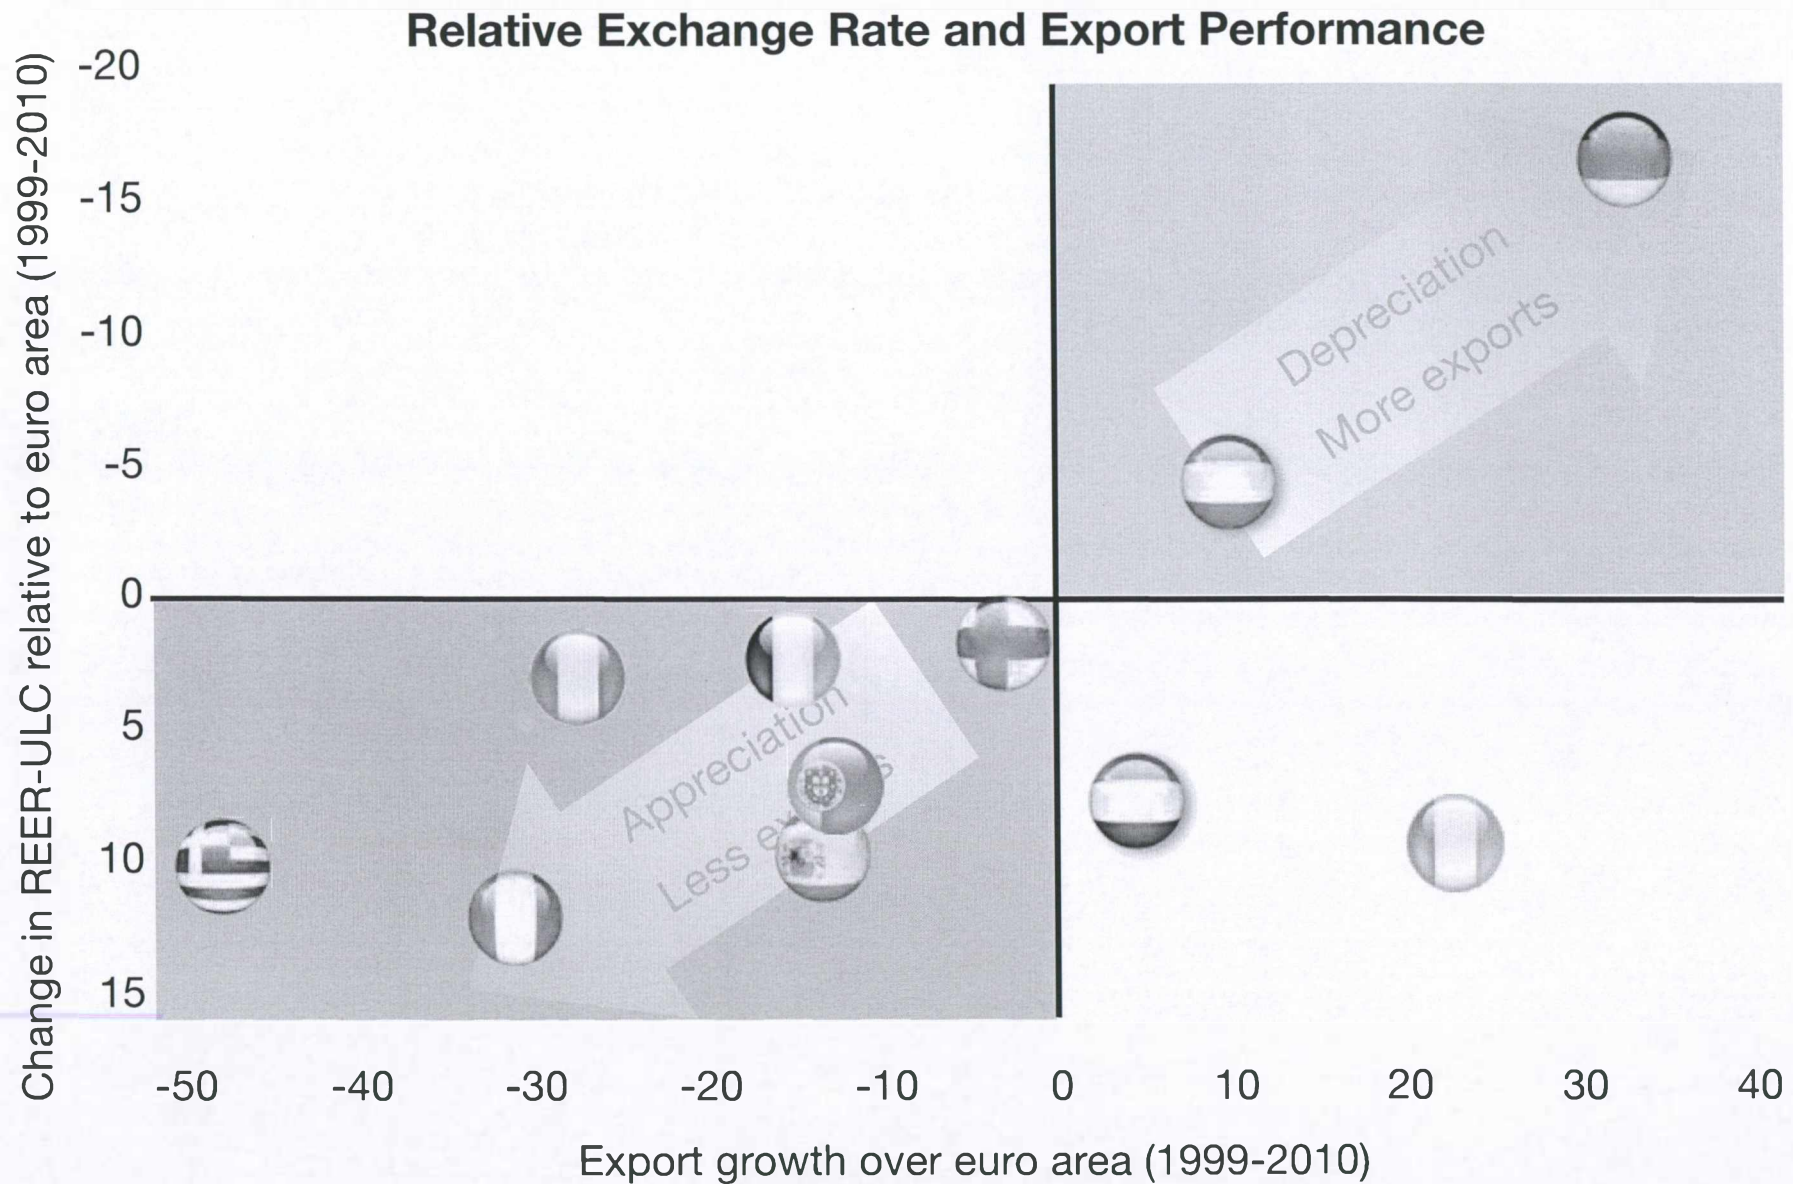 Relative Exchange Rate and Export Performance
Change in REER-ULC relative to euro area (1999-2010)
-20
-15
-10
-5
0
5
10
15
Depreciation
More exports
Appreciation
Less ex s
-50 -40 -30 -20 -10 0 10 20 30 40
Export growth over euro area (1999-2010)